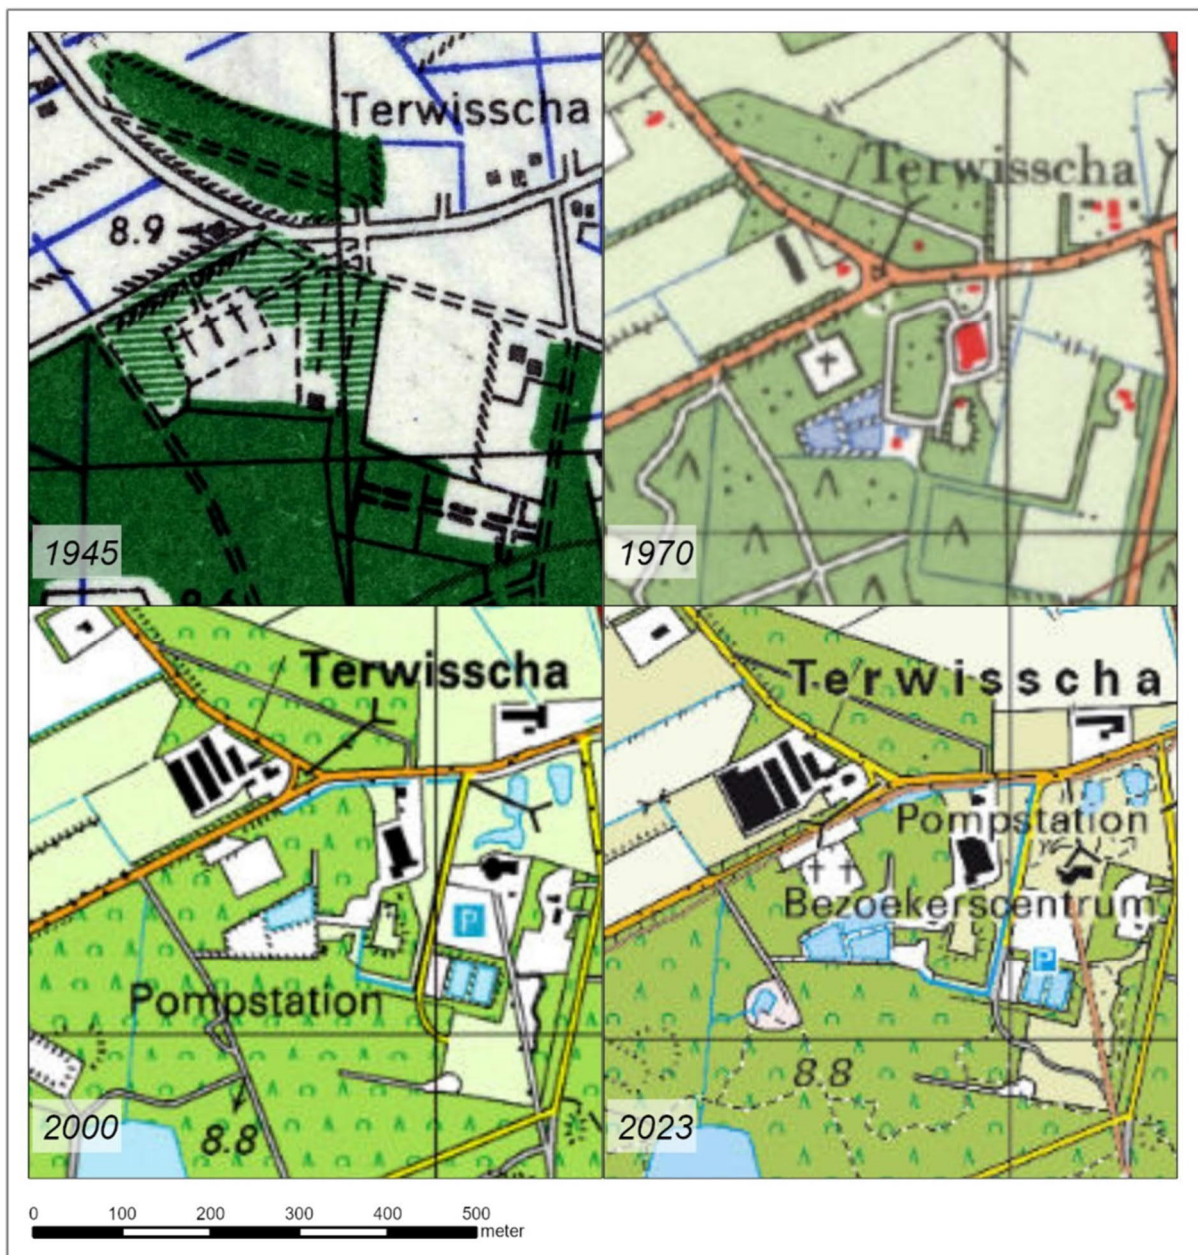 Terwisscha
8.9
1945
Terwisscha
1970
Terwisscha
P
Pompstation
8.8
2000
Terwisscha
Pompstation
Bezoekerscentrum
P
8.8
2023
0 100 200 300 400 500
meter